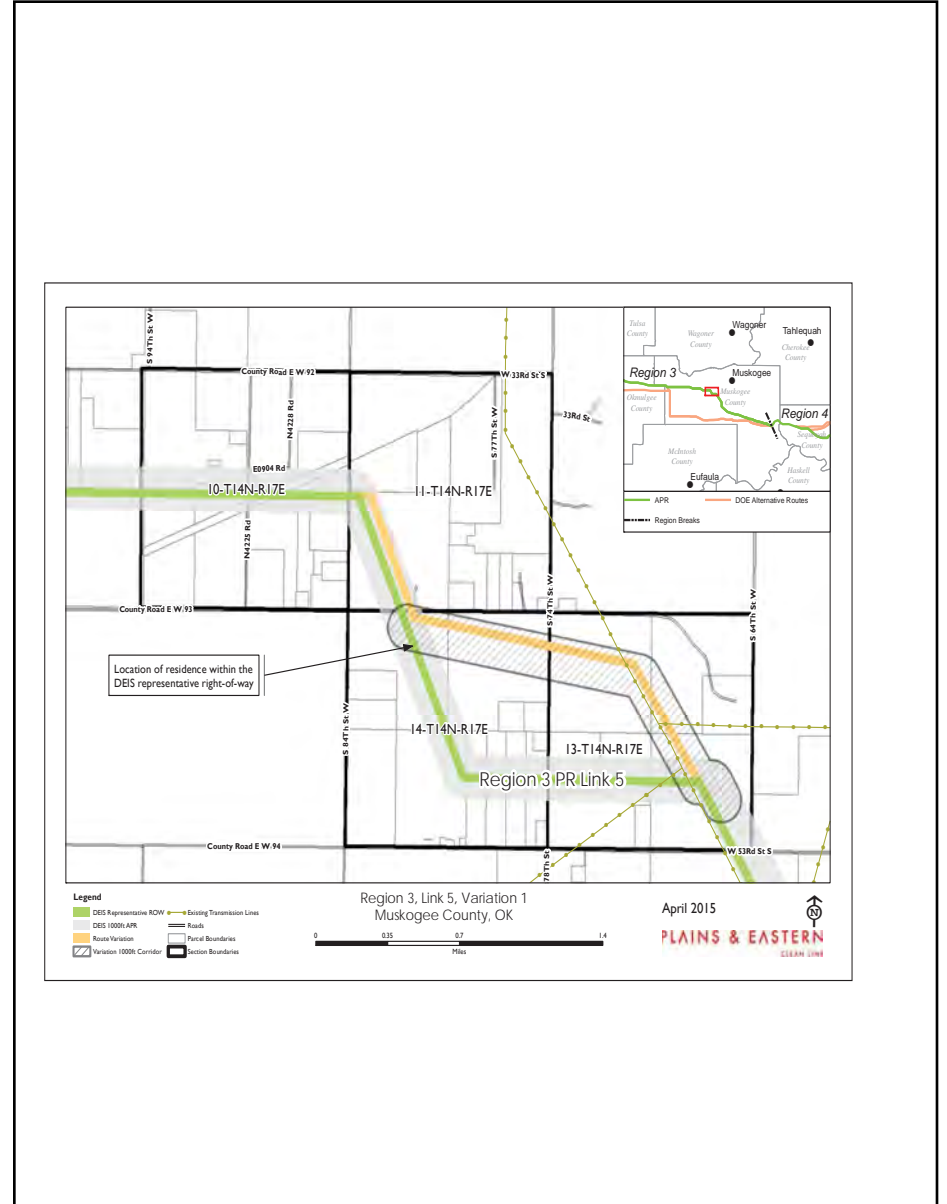 S 94Th St W
County Road E W 92
W 33Rd St S
N4228 Rd
S 77Th St W
33Rd St
E0904 Rd
10-T14N-R17E
11-T14N-R17E
N4225 Rd
County Road E W 93
S 74Th St W
S 64Th St W
Location of residence within the
DEIS representative right-of-way
S 84Th St W
14-T14N-R17E
13-T14N-R17E
Region 3 PR Link 5
County Road E W 94
78Th St
W 53Rd St S
Tulsa
County
Wagoner
County
Wagoner
Tahlequah
Cherokee
County
Region 3
Muskogee
Okmulgee
County
Muskogee
County
Region 4
Sequoyah
County
McIntosh
County
Haskell
County
Eufaula
APR
DOE Alternative Routes
Region Breaks
Legend
DEIS Representative ROW
Existing Transmission Lines
DEIS 1000ft APR
Roads
Route Variation
Parcel Boundaries
Variation 1000ft Corridor
Section Boundaries
Region 3, Link 5, Variation 1
Muskogee County, OK
0 0.35 0.7 1.4
Miles
April 2015
N
PLAINS & EASTERN
CLEAN LINE